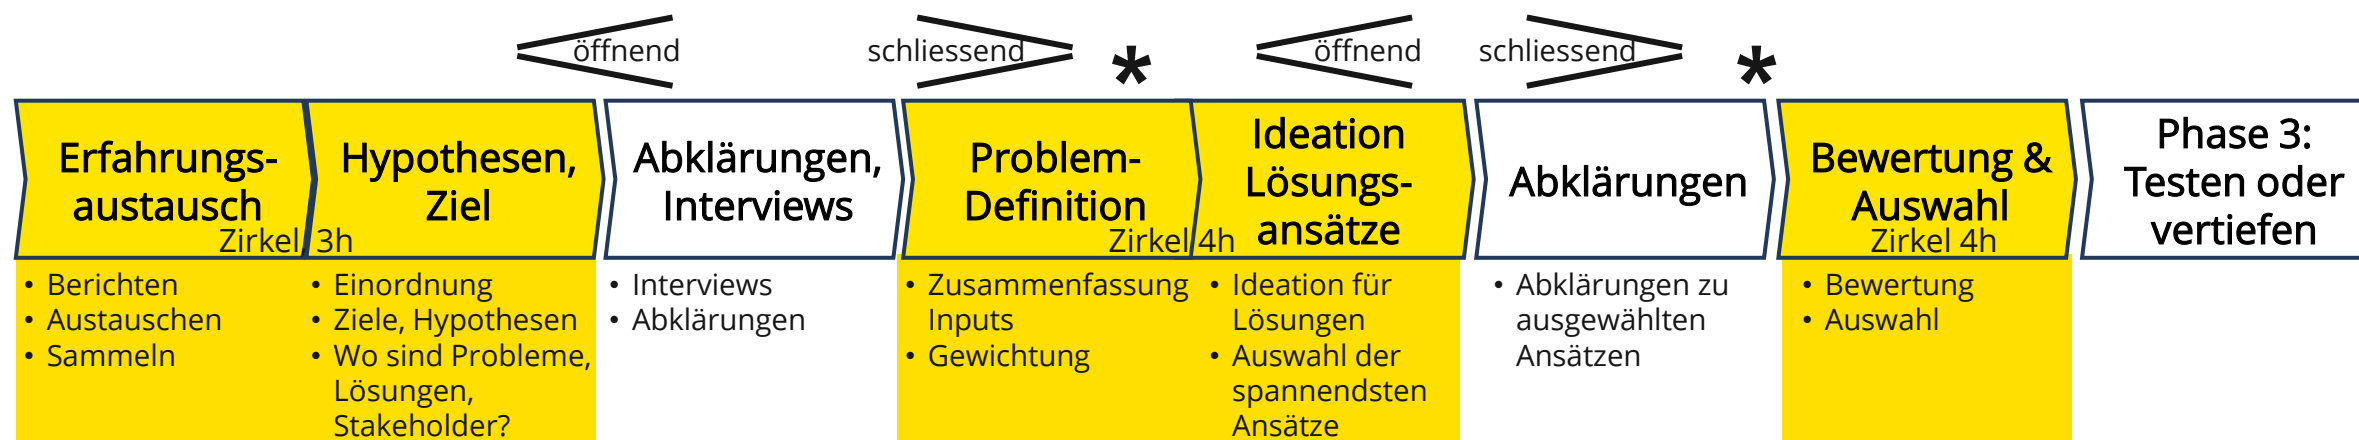 öffnend
schliessend
*
öffnend
schliessend
*
Erfahrungs-
austausch
Hypothesen,
Ziel
Zirkel, 3h
Abklärungen,
Interviews
Problem-
Definition
Ideation
Lösungs-
ansätze
Zirkel 4h
Abklärungen
Bewertung &
Auswahl
Zirkel 4h
Phase 3:
Testen oder
vertiefen
• Berichten
• Austauschen
• Sammeln
• Einordnung
• Ziele, Hypothesen
• Wo sind Probleme,
Lösungen,
Stakeholder?
• Interviews
• Abklärungen
• Zusammenfassung
Inputs
• Gewichtung
• Ideation für
Lösungen
• Auswahl der
spannendsten
Ansätze
• Abklärungen zu
ausgewählten
Ansätzen
• Bewertung
• Auswahl